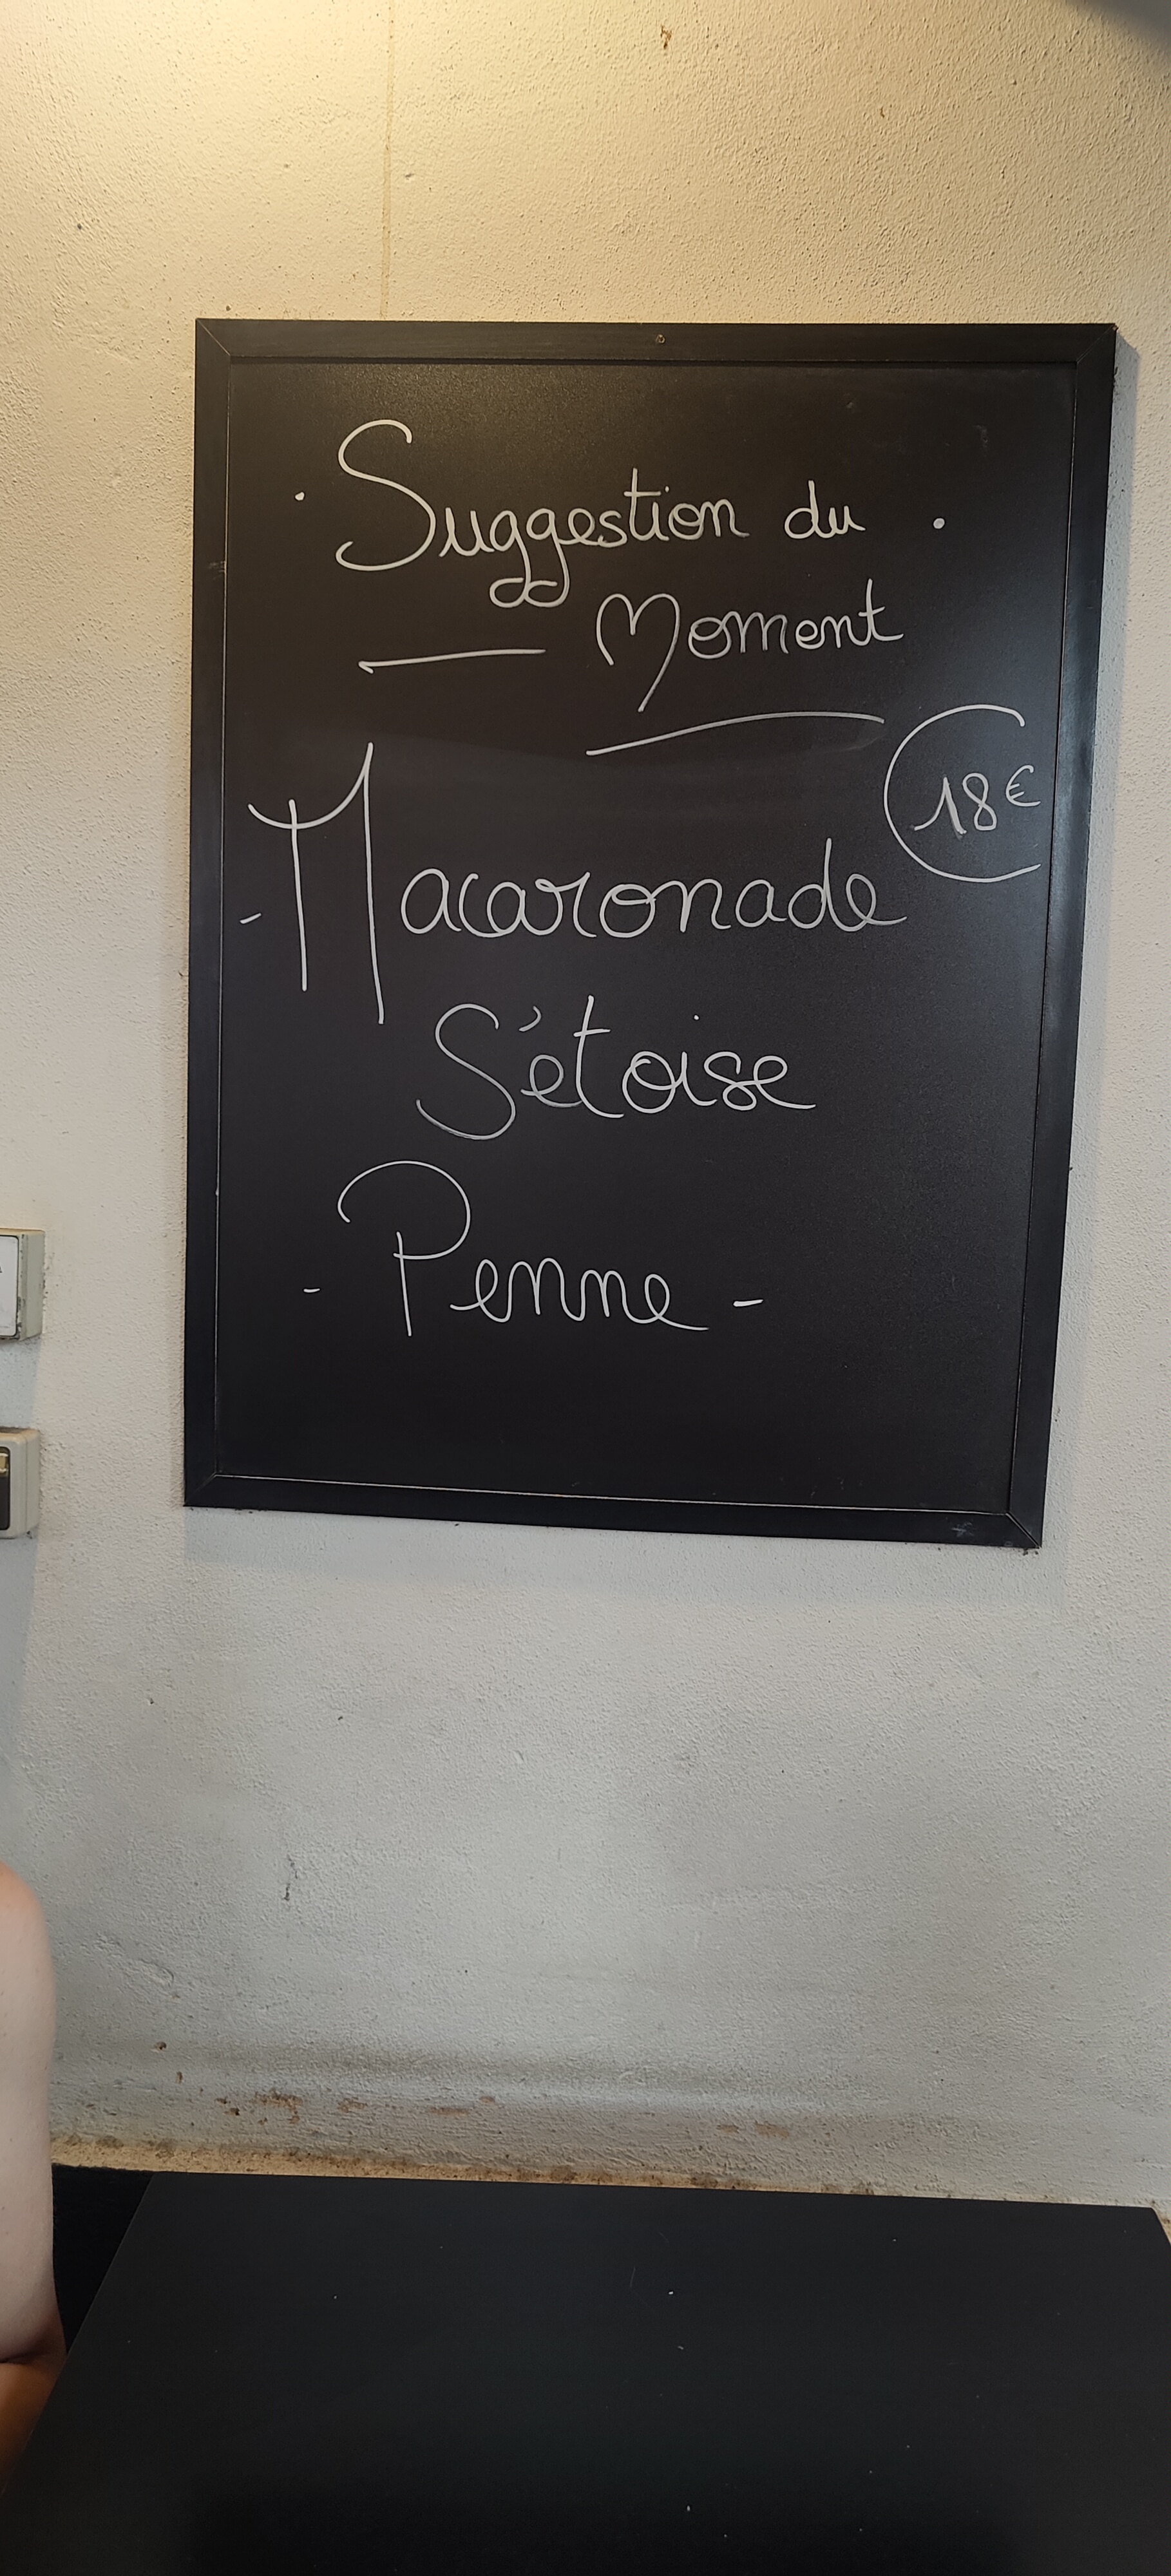 . Suggestion du .
Moment
18€
- Macaronade
Sétoise
- Penne -